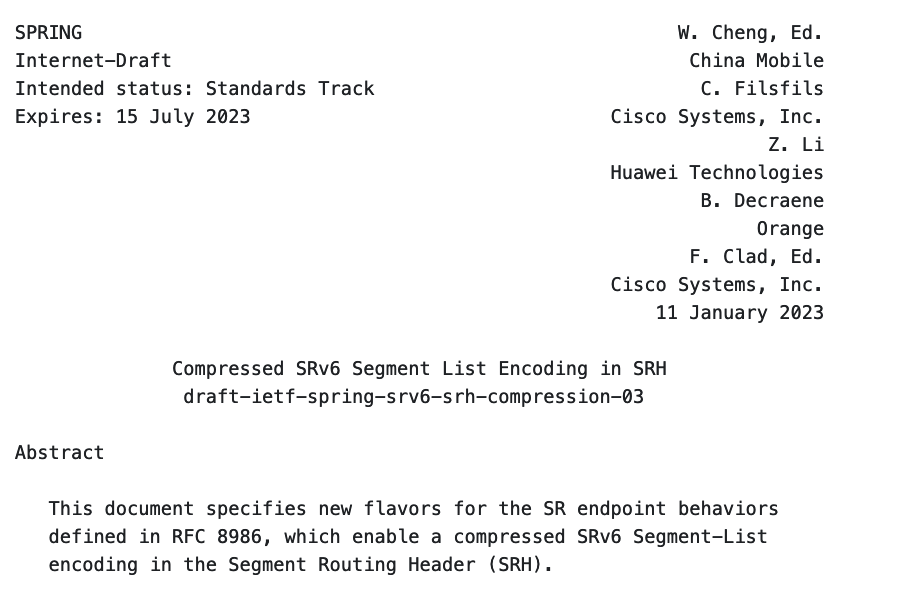 SPRING W. Cheng, Ed.
Internet-Draft China Mobile
Intended status: Standards Track C. Filsfils
Expires: 15 July 2023 Cisco Systems, Inc.
Z. Li
Huawei Technologies
B. Decraene
Orange
F. Clad, Ed.
Cisco Systems, Inc.
11 January 2023
Compressed SRv6 Segment List Encoding in SRH
draft-ietf-spring-srv6-srh-compression-03
Abstract
This document specifies new flavors for the SR endpoint behaviors
defined in RFC 8986, which enable a compressed SRv6 Segment-List
encoding in the Segment Routing Header (SRH).